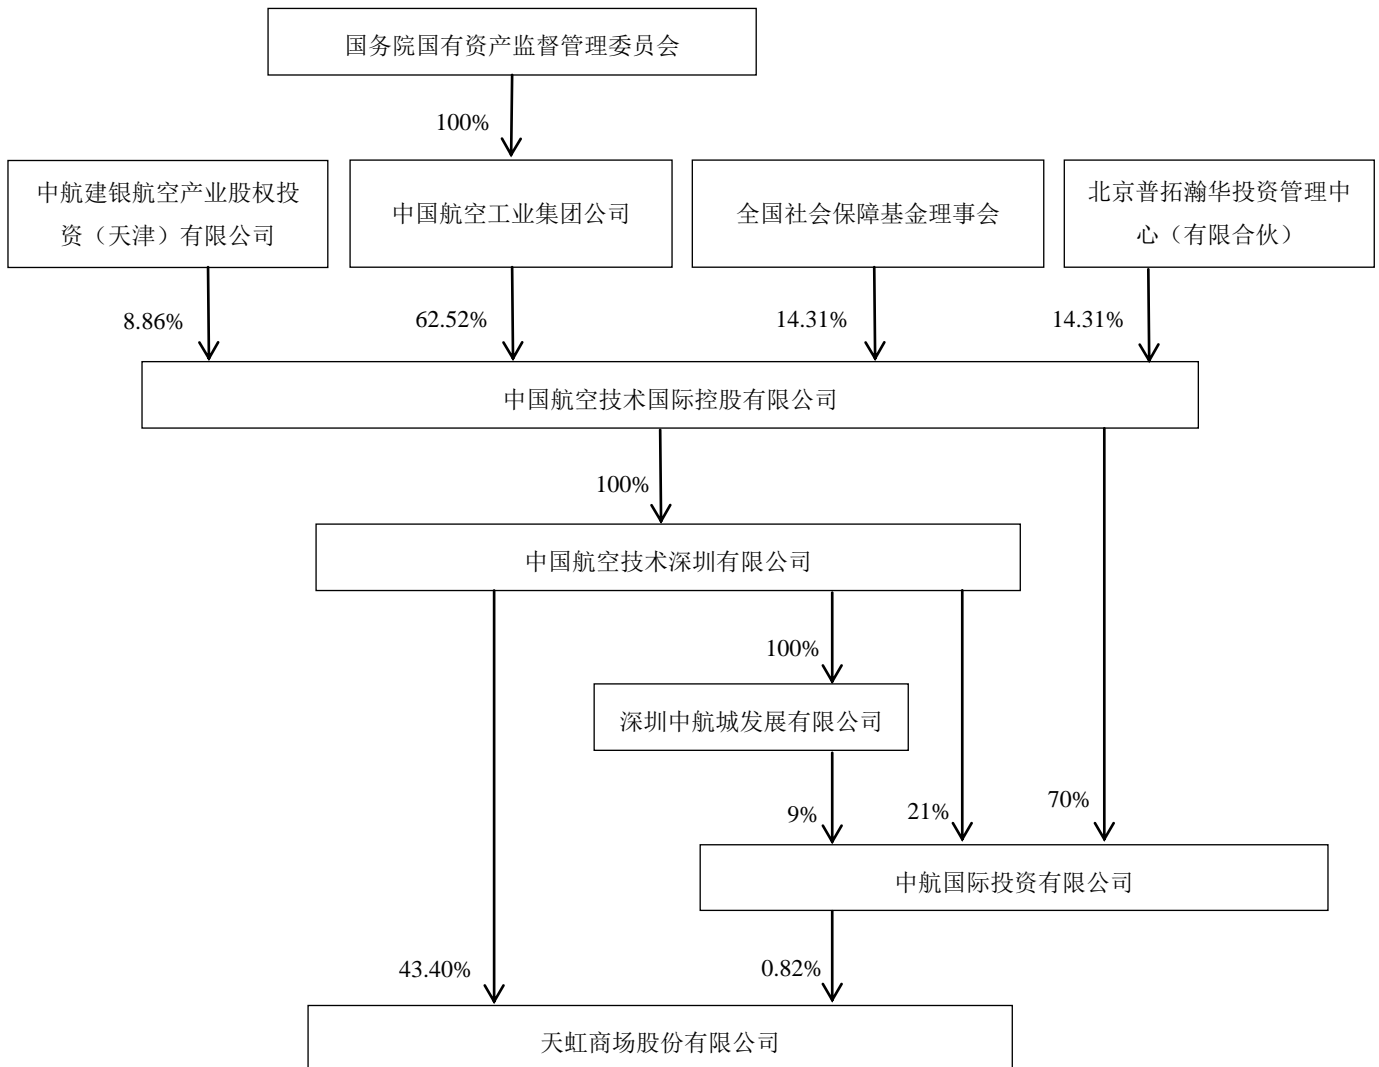 国务院国有资产监督管理委员会
100%
中航建银航空产业股权投
资（天津）有限公司
中国航空工业集团公司
全国社会保障基金理事会
北京普拓瀚华投资管理中
心（有限合伙）
8.86%
62.52%
14.31%
14.31%
中国航空技术国际控股有限公司
100%
中国航空技术深圳有限公司
100%
深圳中航城发展有限公司
9%
21%
70%
中航国际投资有限公司
43.40%
0.82%
天虹商场股份有限公司